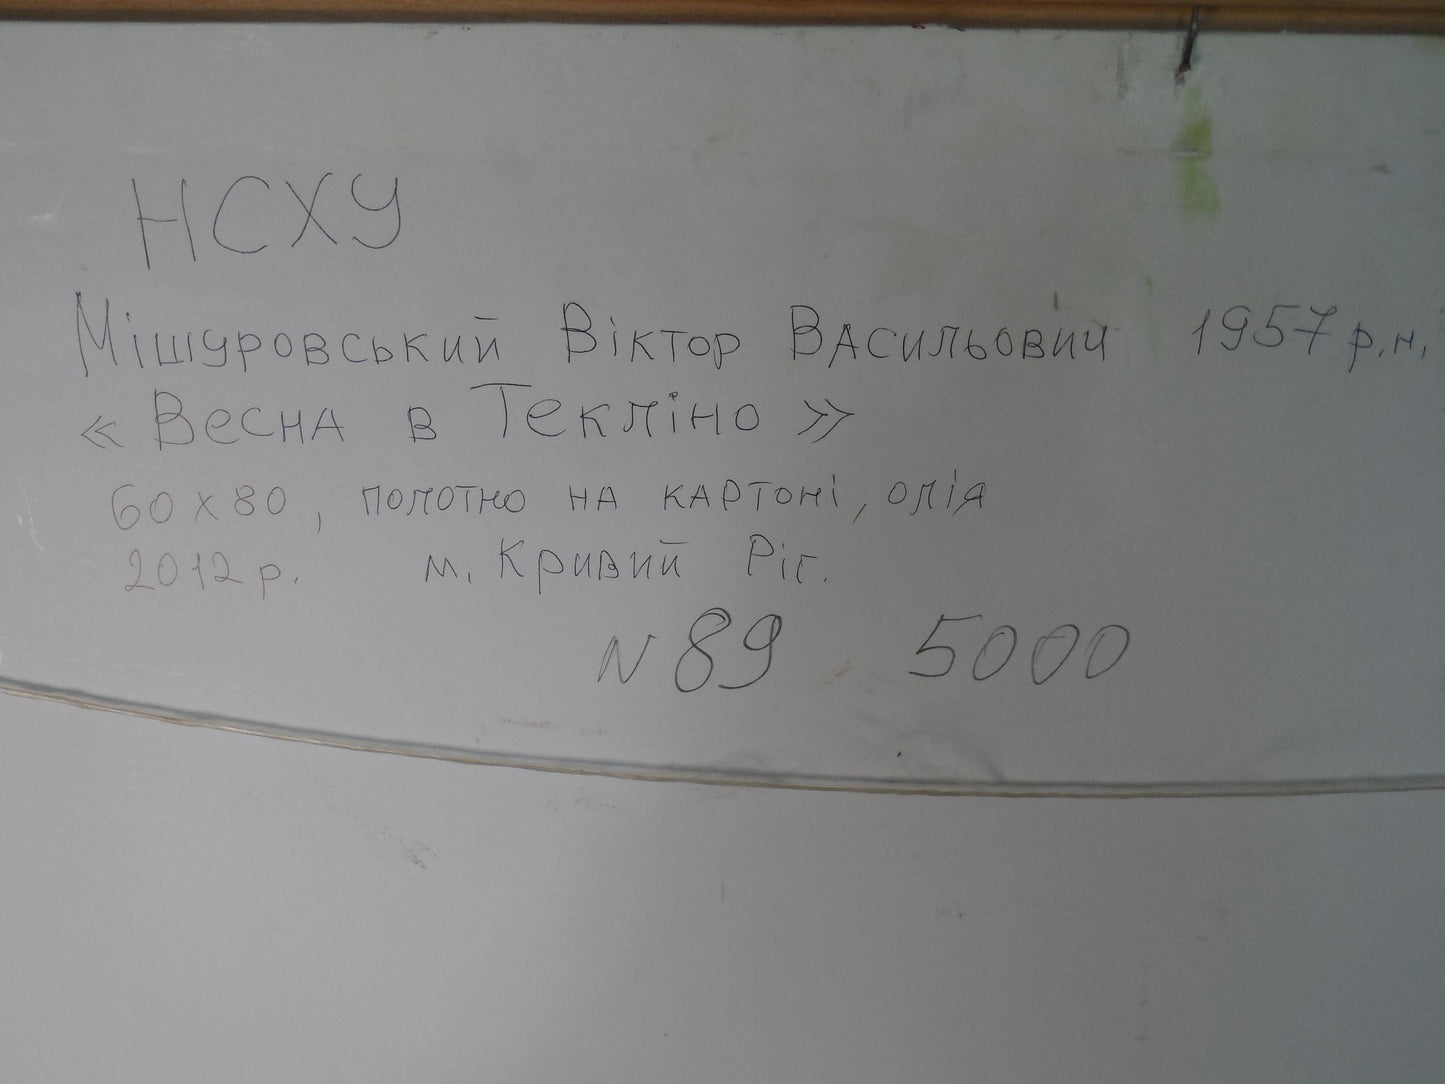 НСХУ
Мішуровський Віктор Васильович 1957 р.н.
« Весна в Текліно »
60 х 80, полотно на картоні, олія
2012 р. м. Кривий Ріг.
N 89 5000